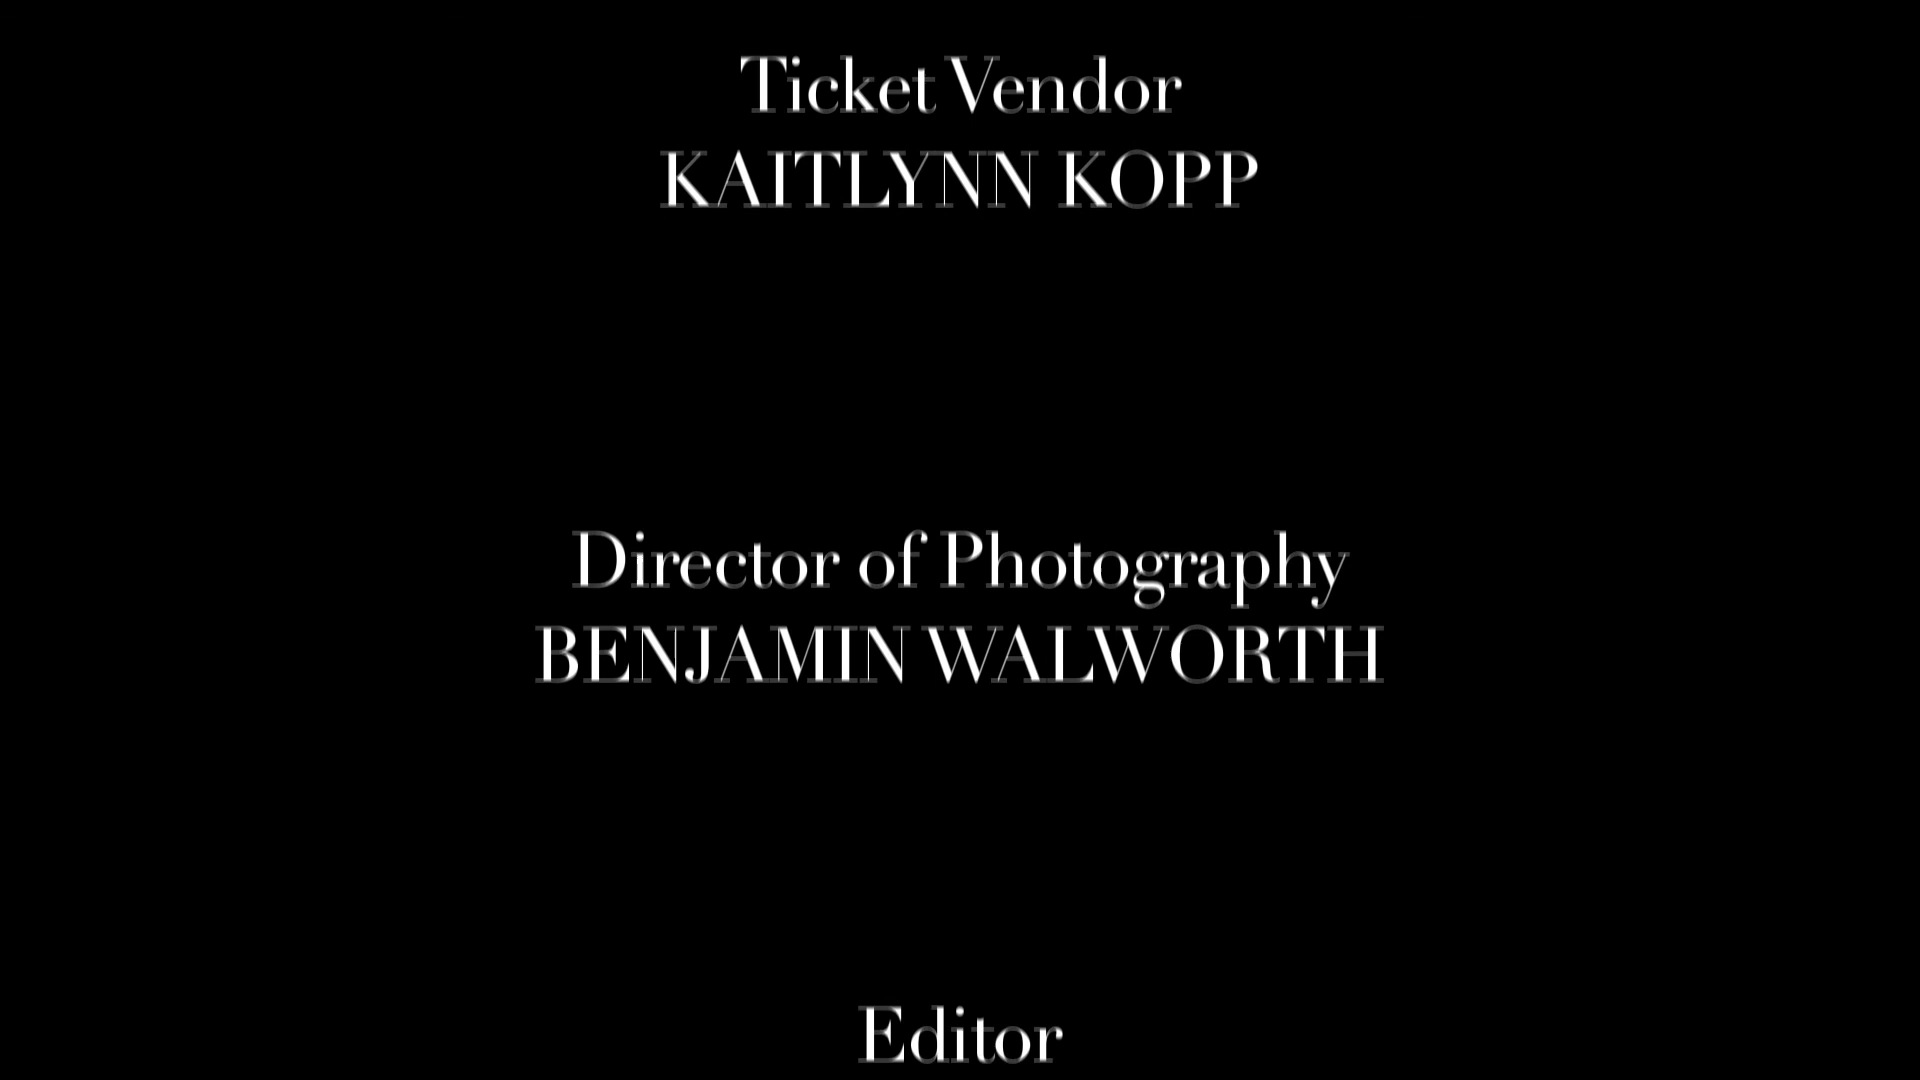 Ticket Vendor
KAITLYNN KOPP
Director of Photography
BENJAMIN WALWORTH
Editor